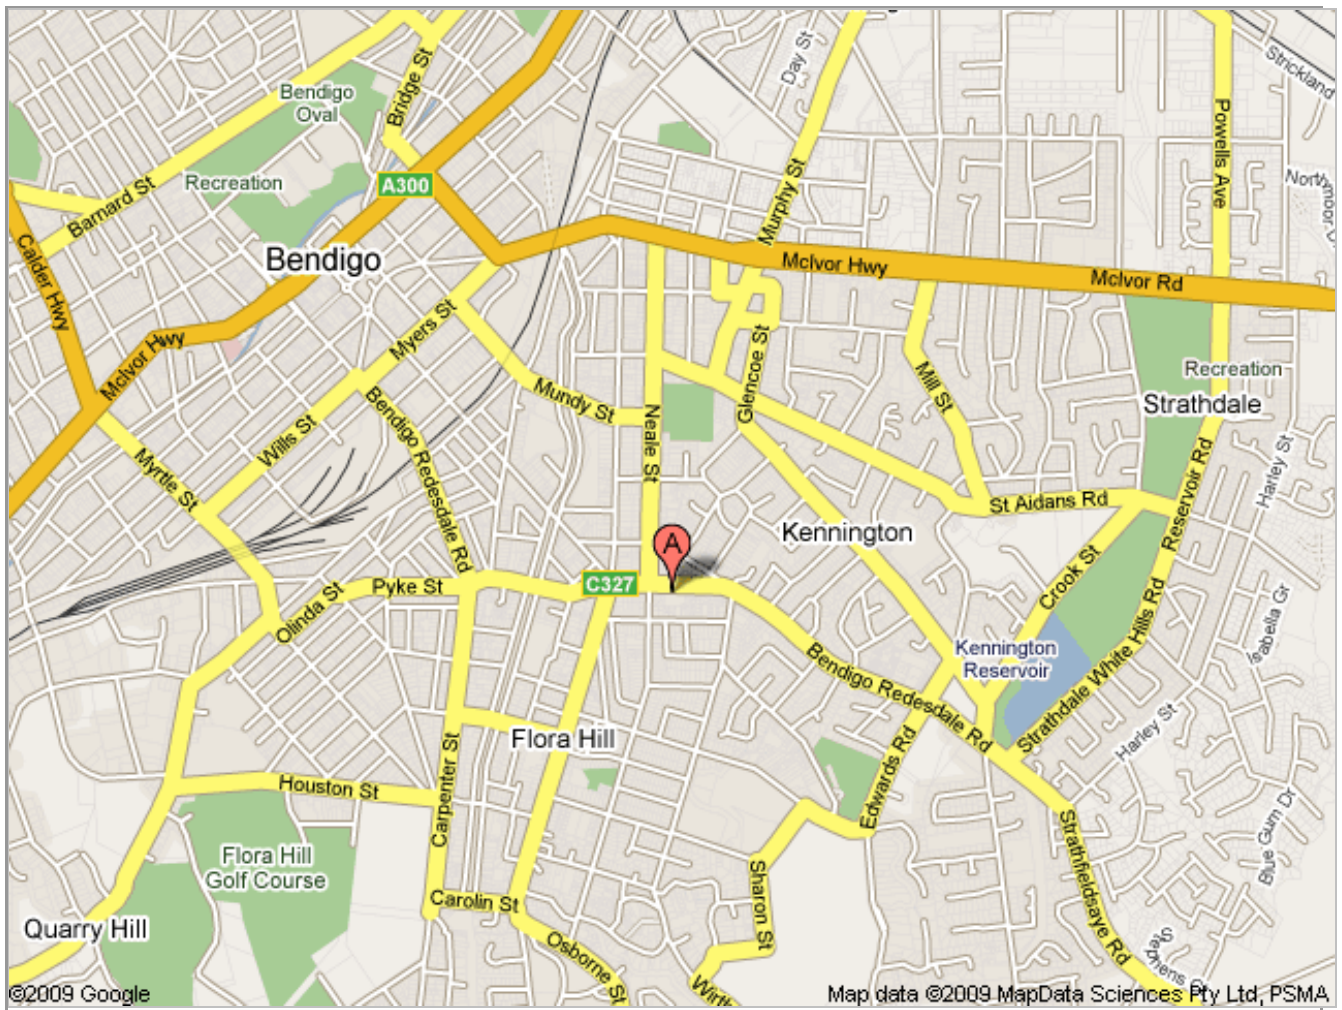 Strickland
Day St
Bendigo
Oval
Bridge St
Powells Ave
Recreation
A300
Murphy St
Barnard St
Calder Hwy
Bendigo
McIvor Hwy
McIvor Rd
McIvor Hwy
Myers St
Glencoe St
Mill St
Recreation
Strathdale
Mundy St
Neale St
Bendigo Redesdale Rd
Wills St
Myrtle St
Harley St
St Aidans Rd
Reservoir Rd
Kennington
A
C327
Pyke St
Olinda St
Crook St
Isabella Gr
Kennington
Reservoir
Strathdale White Hills Rd
Bendigo Redesdale Rd
Harley St
Flora Hill
Edwards Rd
Carpenter St
Houston St
Blue Gum Dr
Strathfieldsaye Rd
Flora Hill
Golf Course
Sharon St
Carolin St
Quarry Hill
Osborne St
©2009 Google
Map data ©2009 MapData Sciences Pty Ltd, PSMA